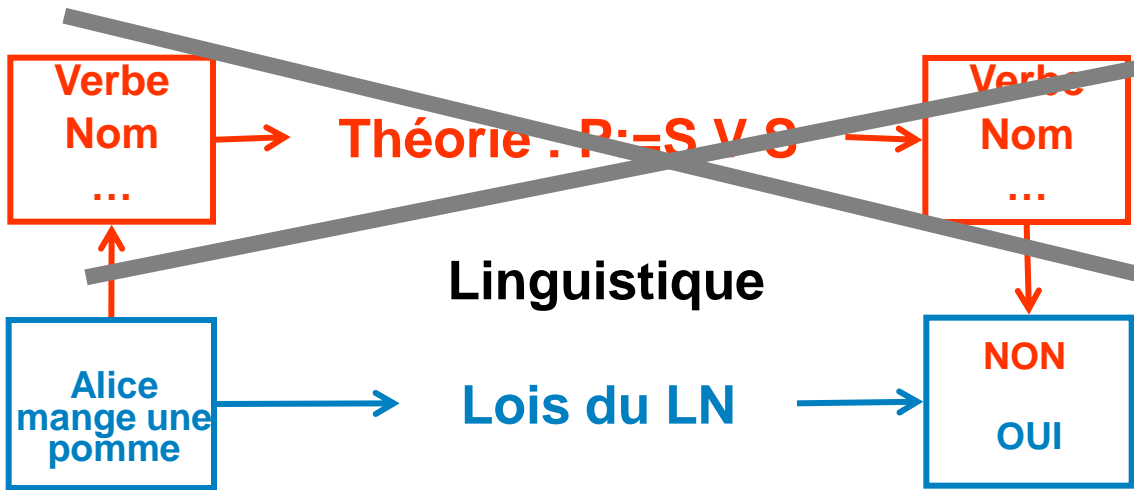 Verbe
Nom
...
Théorie : P:=S V S
Verbe
Nom
...
Linguistique
Alice
mange une
pomme
Lois du LN
NON
OUI